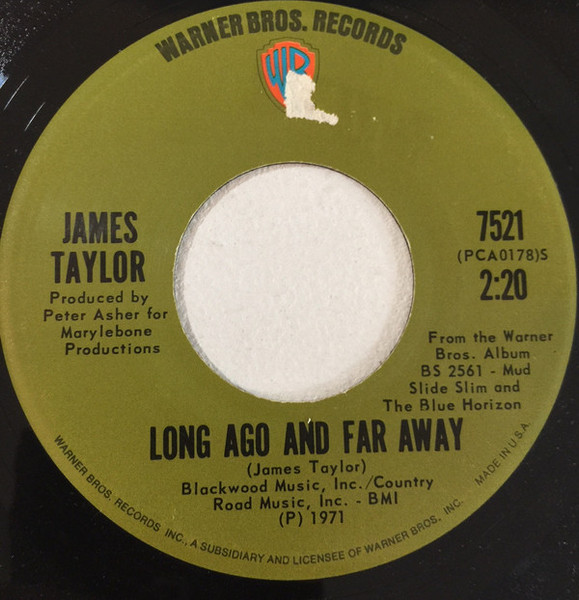 WARNER BROS. RECORDS
JAMES
TAYLOR
Produced by
Peter Asher for
Marylebone
Productions
7521
(PCA0178)S
2:20
From the Warner
Bros. Album
BS 2561 - Mud
Slide Slim and
The Blue Horizon
LONG AGO AND FAR AWAY
(James Taylor)
Blackwood Music, Inc./Country
Road Music, Inc. - BMI
(P) 1971
WARNER BROS. RECORDS INC., A SUBSIDIARY AND LICENSEE OF WARNER BROS. INC.
MADE IN U.S.A.